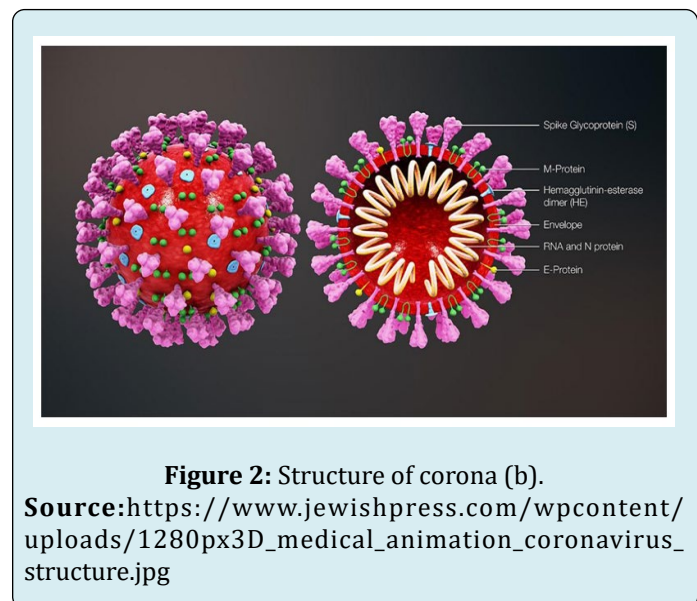 Spike Glycoprotein (S)
M-Protein
Hemagglutinin-esterase
dimer (HE)
Envelope
RNA and N protein
E-Protein
Figure 2: Structure of corona (b).
Source:https://www.jewishpress.com/wpcontent/
uploads/1280px3D_medical_animation_coronavirus_
structure.jpg